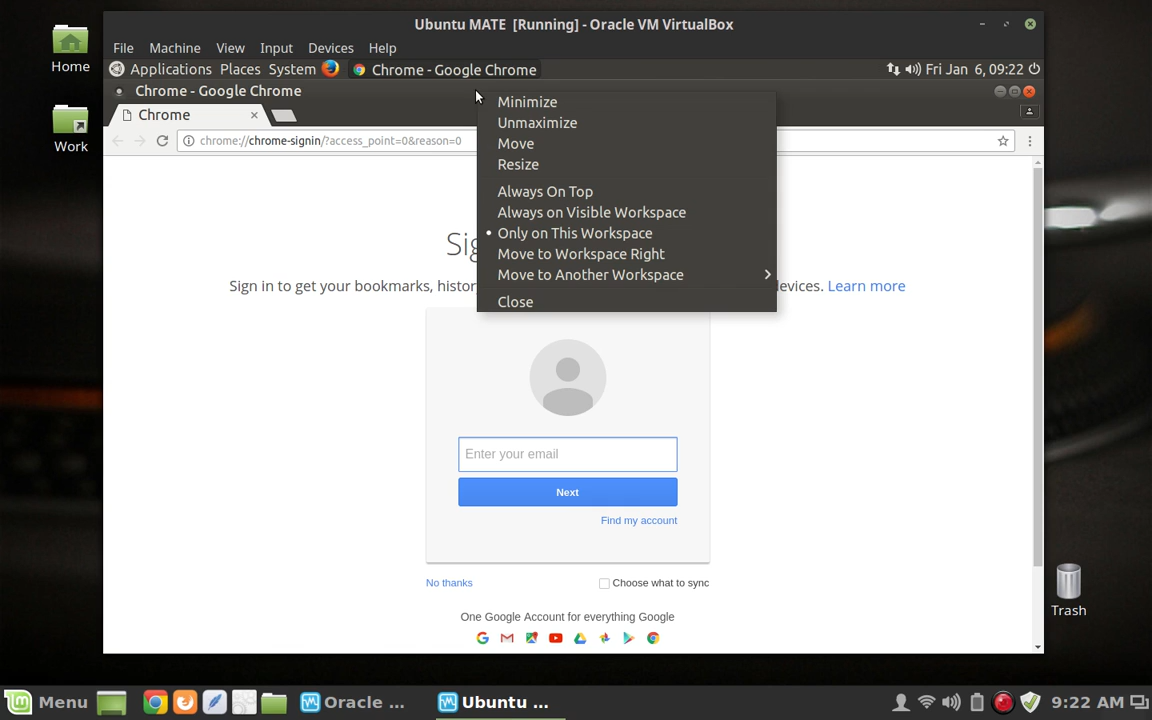 Ubuntu MATE [Running] - Oracle VM VirtualBox
Home
File Machine View Input Devices Help
Applications Places System Chrome - Google Chrome Fri Jan 6, 09:22
Chrome - Google Chrome
Chrome
chrome://chrome-signin/?access_point=0&reason=0
Work
Minimize
Unmaximize
Move
Resize
Always On Top
Always on Visible Workspace
Only on This Workspace
Move to Workspace Right
Move to Another Workspace
Close
Sig
Sign in to get your bookmarks, histor
evices. Learn more
Enter your email
Next
Find my account
No thanks Choose what to sync
One Google Account for everything Google
Trash
Menu Oracle ... Ubuntu ... 9:22 AM